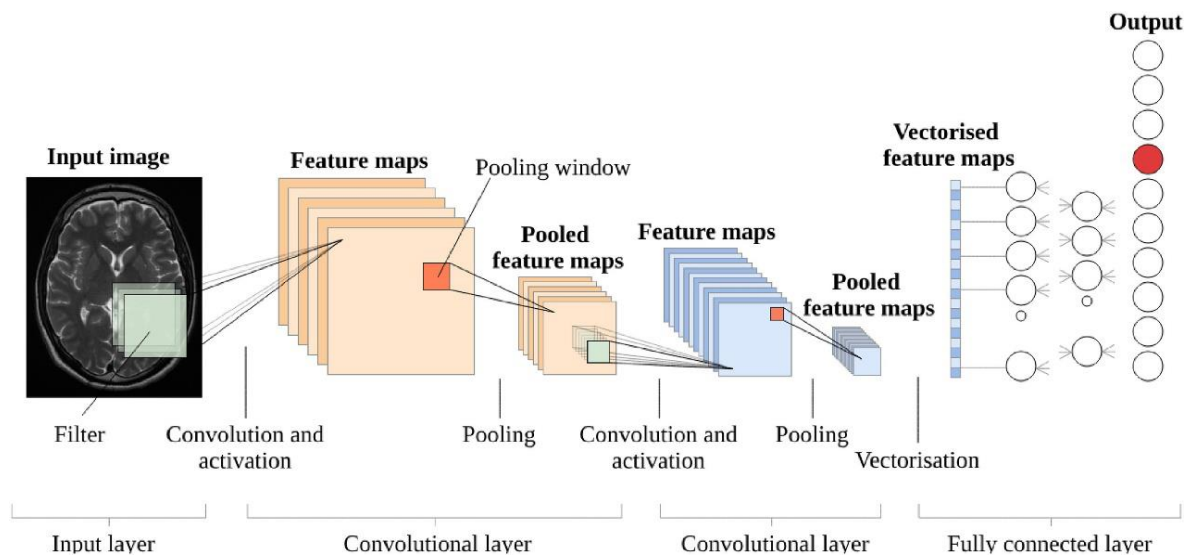 Output
Input image
Feature maps
Pooling window
Pooled
feature maps
Feature maps
Pooled
feature maps
Vectorised
feature maps
Filter
Convolution and
activation
Pooling
Convolution and
activation
Pooling
Vectorisation
Input layer
Convolutional layer
Convolutional layer
Fully connected layer